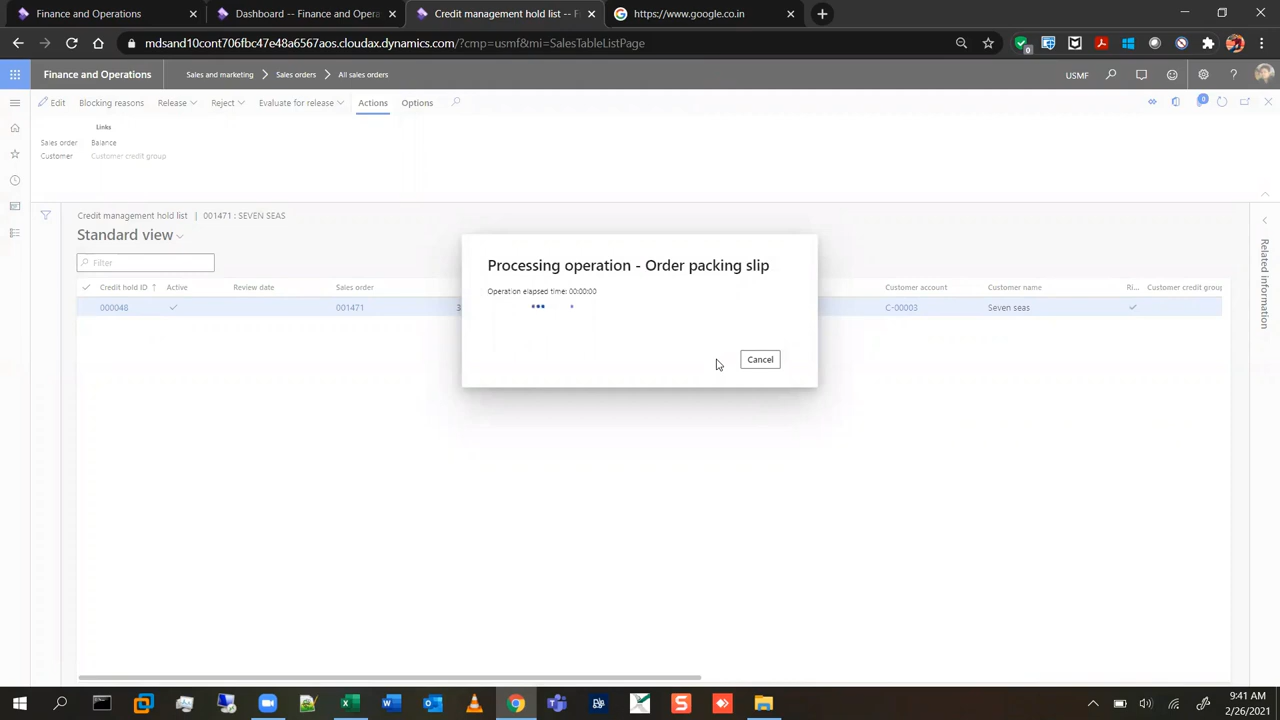 Finance and Operations
Dashboard -- Finance and Opera
Credit management hold list -- F
https://www.google.co.in
mdsand10cont706fbc47e48a6567aos.cloudax.dynamics.com/?cmp=usmf&mi=SalesTableListPage
Finance and Operations
Sales and marketing
Sales orders
All sales orders
USMF
Edit
Blocking reasons
Release
Reject
Evaluate for release
Actions
Options
0
Links
Sales order
Balance
Customer
Customer credit group
Credit management hold list | 001471 : SEVEN SEAS
Standard view
Filter
Credit hold ID
Active
Review date
Sales order
Customer account
Customer name
Ri...
Customer credit group
000048
001471
C-00003
Seven seas
Processing operation - Order packing slip
Operation elapsed time: 00:00:00
Cancel
Related information
9:41 AM
2/26/2021